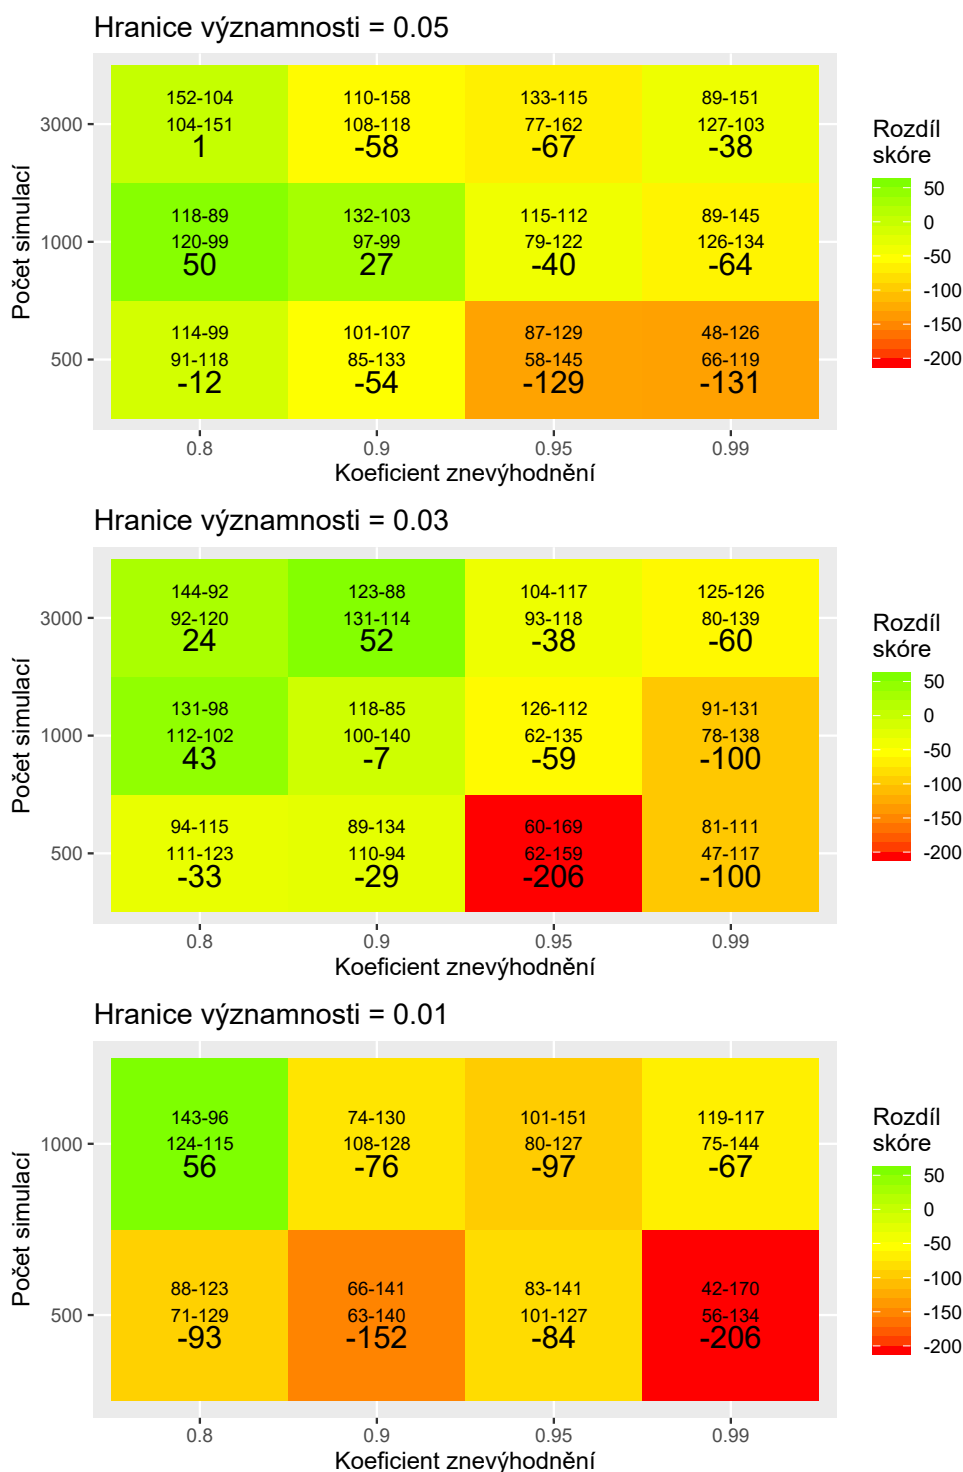 Hranice významnosti = 0.05
152-104 110-158 133-115 89-151
3000 104-151 108-118 77-162 127-103
1 -58 -67 -38
118-89 132-103 115-112 89-145
1000 120-99 97-99 79-122 126-134
50 27 -40 -64
114-99 101-107 87-129 48-126
500 91-118 85-133 58-145 66-119
-12 -54 -129 -131
0.8 0.9 0.95 0.99
Koeficient znevýhodnění
Počet simulací
Rozdíl
skóre
50
0
-50
-100
-150
-200
Hranice významnosti = 0.03
144-92 123-88 104-117 125-126
3000 92-120 131-114 93-118 80-139
24 52 -38 -60
131-98 118-85 126-112 91-131
1000 112-102 100-140 62-135 78-138
43 -7 -59 -100
94-115 89-134 60-169 81-111
500 111-123 110-94 62-159 47-117
-33 -29 -206 -100
0.8 0.9 0.95 0.99
Koeficient znevýhodnění
Počet simulací
Rozdíl
skóre
50
0
-50
-100
-150
-200
Hranice významnosti = 0.01
143-96 74-130 101-151 119-117
1000 124-115 108-128 80-127 75-144
56 -76 -97 -67
88-123 66-141 83-141 42-170
500 71-129 63-140 101-127 56-134
-93 -152 -84 -206
0.8 0.9 0.95 0.99
Koeficient znevýhodnění
Počet simulací
Rozdíl
skóre
50
0
-50
-100
-150
-200